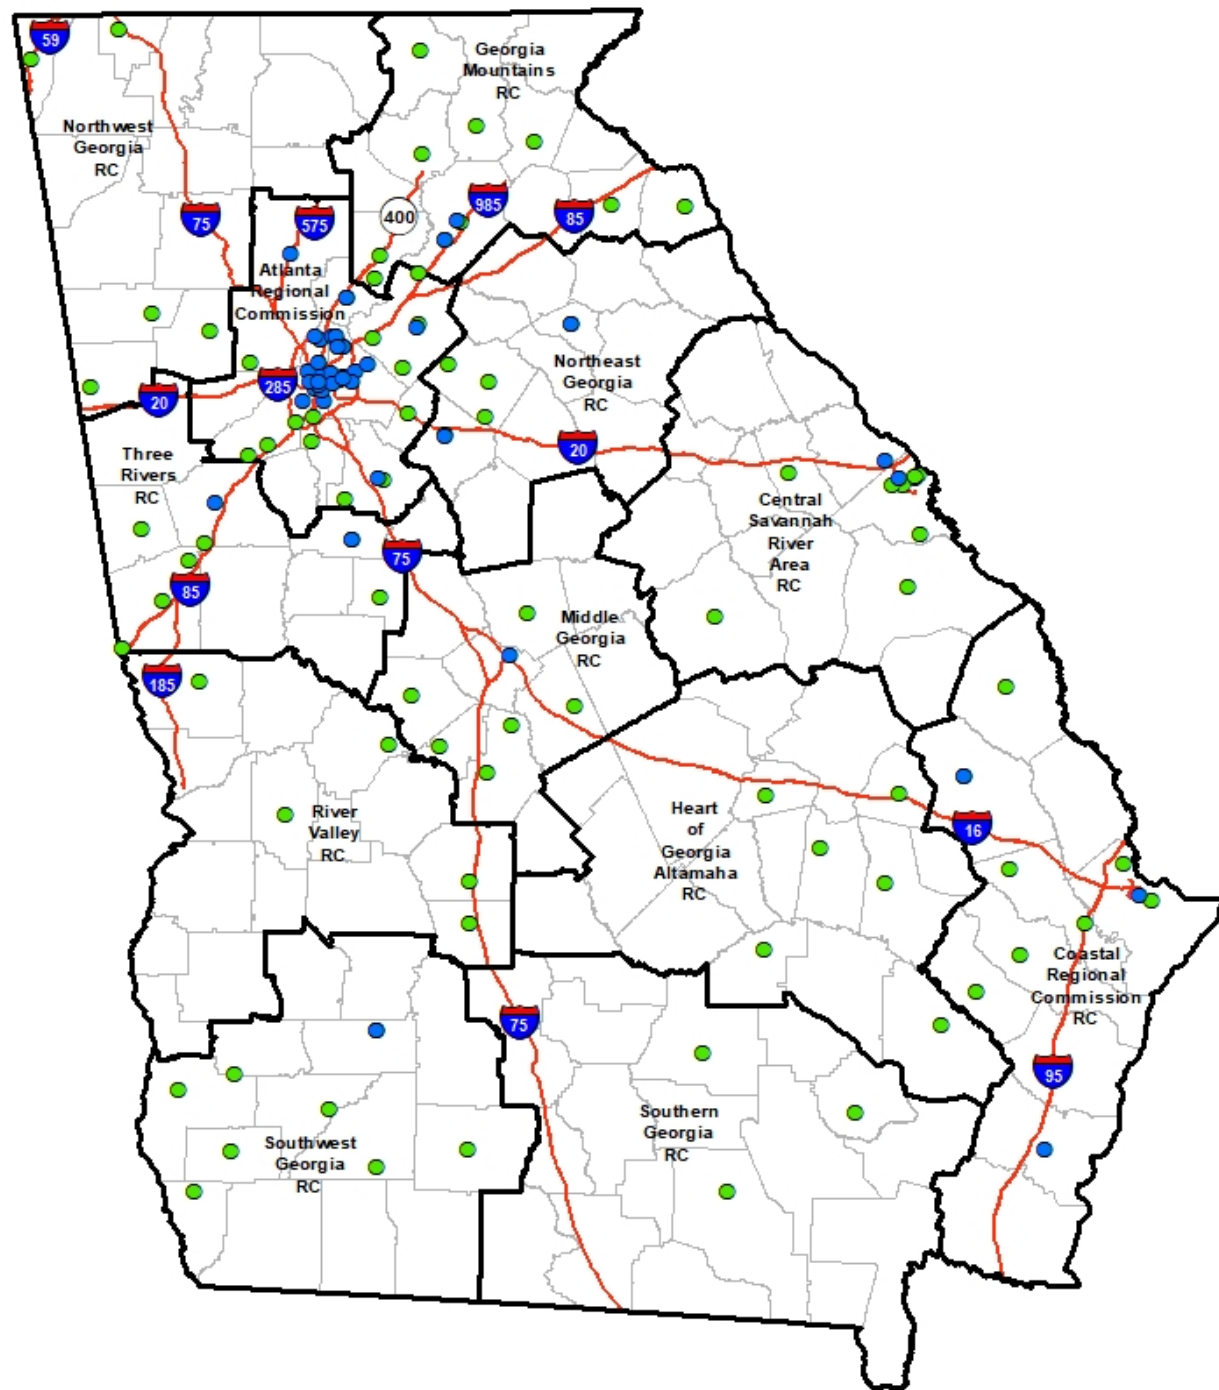 59
Georgia
Mountains
RC
Northwest
Georgia
RC
985
75
575
400
85
Atlanta
Regional
Commission
Northeast
Georgia
RC
285
20
20
Three
Rivers
RC
Central
Savannah
River
Area
RC
75
85
Middle
Georgia
RC
185
River
Valley
RC
Heart
of
Georgia
Altamaha
RC
16
Coastal
Regional
Commission
RC
75
95
Southern
Georgia
RC
Southwest
Georgia
RC